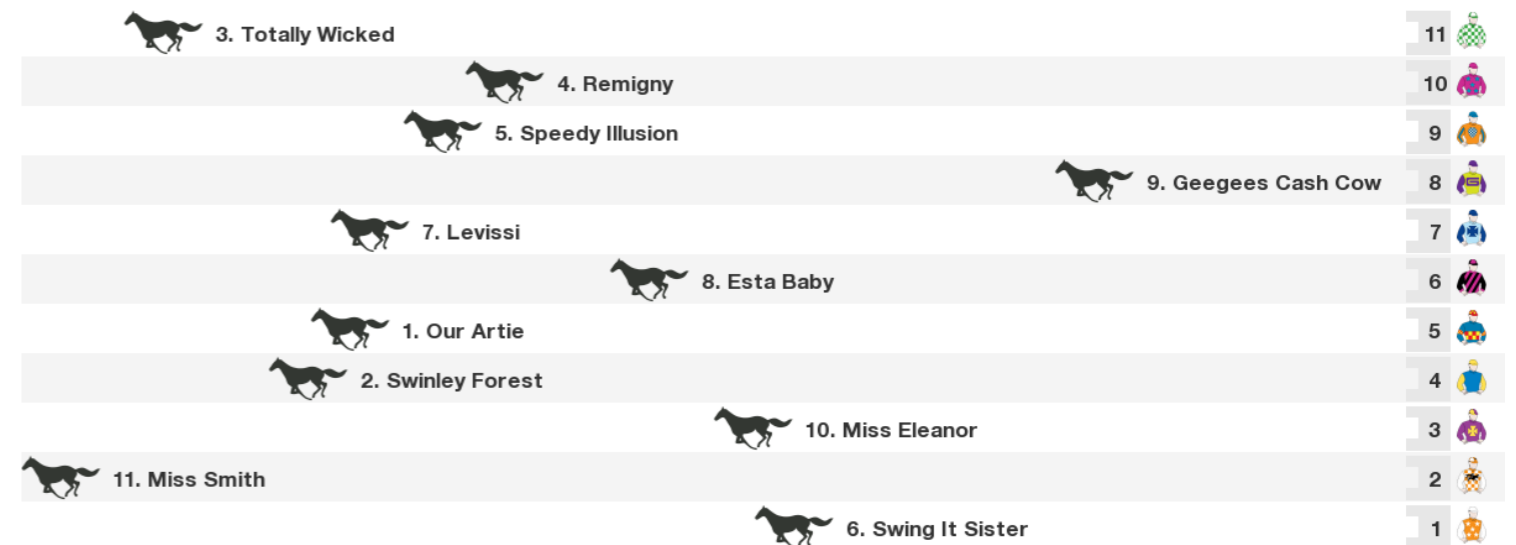 3. Totally Wicked 11
4. Remigny 10
5. Speedy Illusion 9
9. Geegees Cash Cow 8
7. Levissi 7
8. Esta Baby 6
1. Our Artie 5
2. Swinley Forest 4
10. Miss Eleanor 3
11. Miss Smith 2
6. Swing It Sister 1